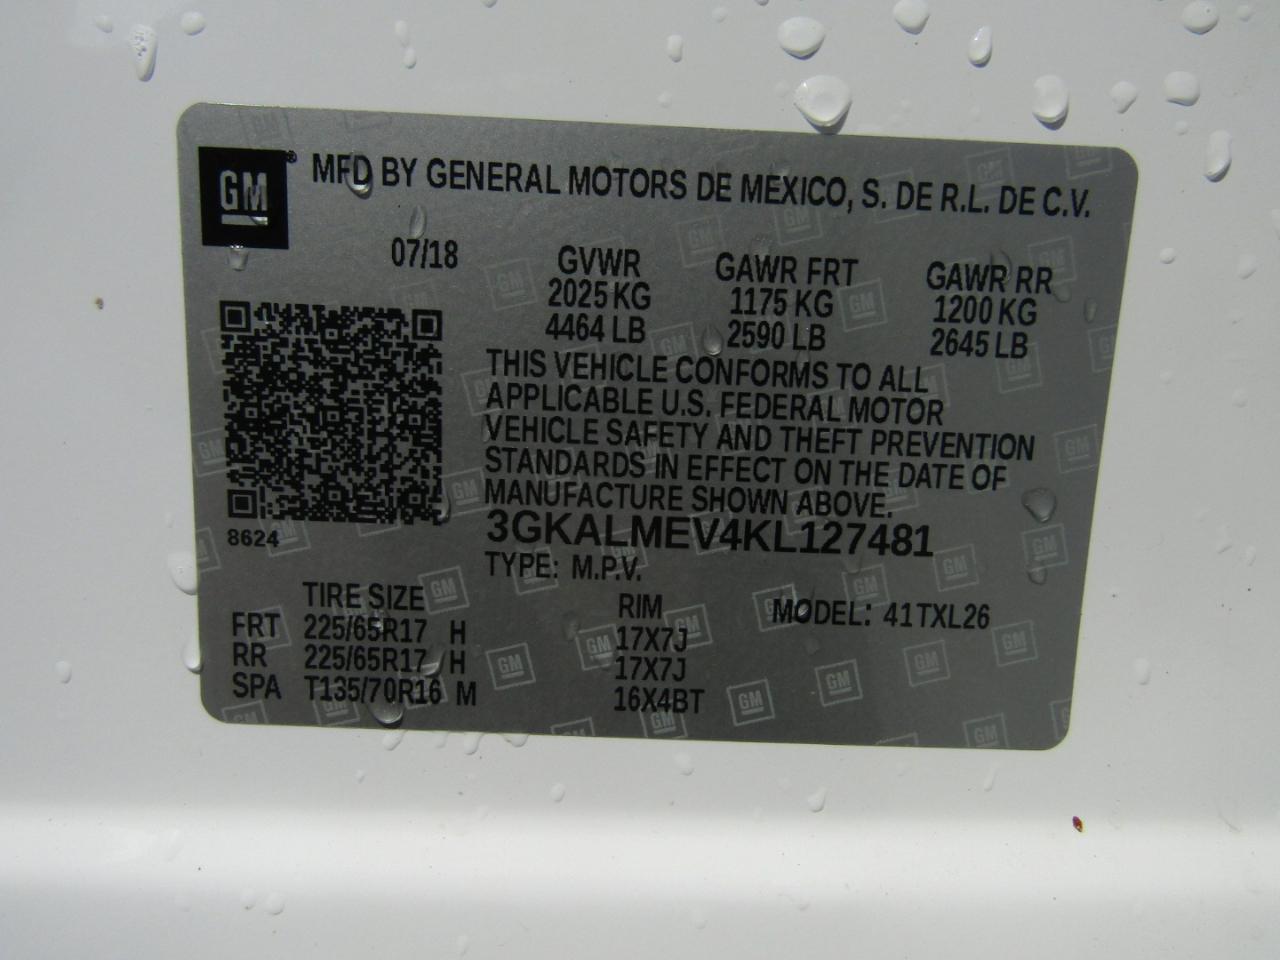 GM® MFD BY GENERAL MOTORS DE MEXICO, S. DE R.L. DE C.V.
07/18 GVWR GAWR FRT GAWR RR
2025 KG 1175 KG 1200 KG
4464 LB 2590 LB 2645 LB
THIS VEHICLE CONFORMS TO ALL
APPLICABLE U.S. FEDERAL MOTOR
VEHICLE SAFETY AND THEFT PREVENTION
STANDARDS IN EFFECT ON THE DATE OF
MANUFACTURE SHOWN ABOVE.
8624 3GKALMEV4KL127481
TYPE: M.P.V.
TIRE SIZE RIM MODEL: 41TXL26
FRT 225/65R17 H 17X7J
RR 225/65R17 H 17X7J
SPA T135/70R16 M 16X4BT